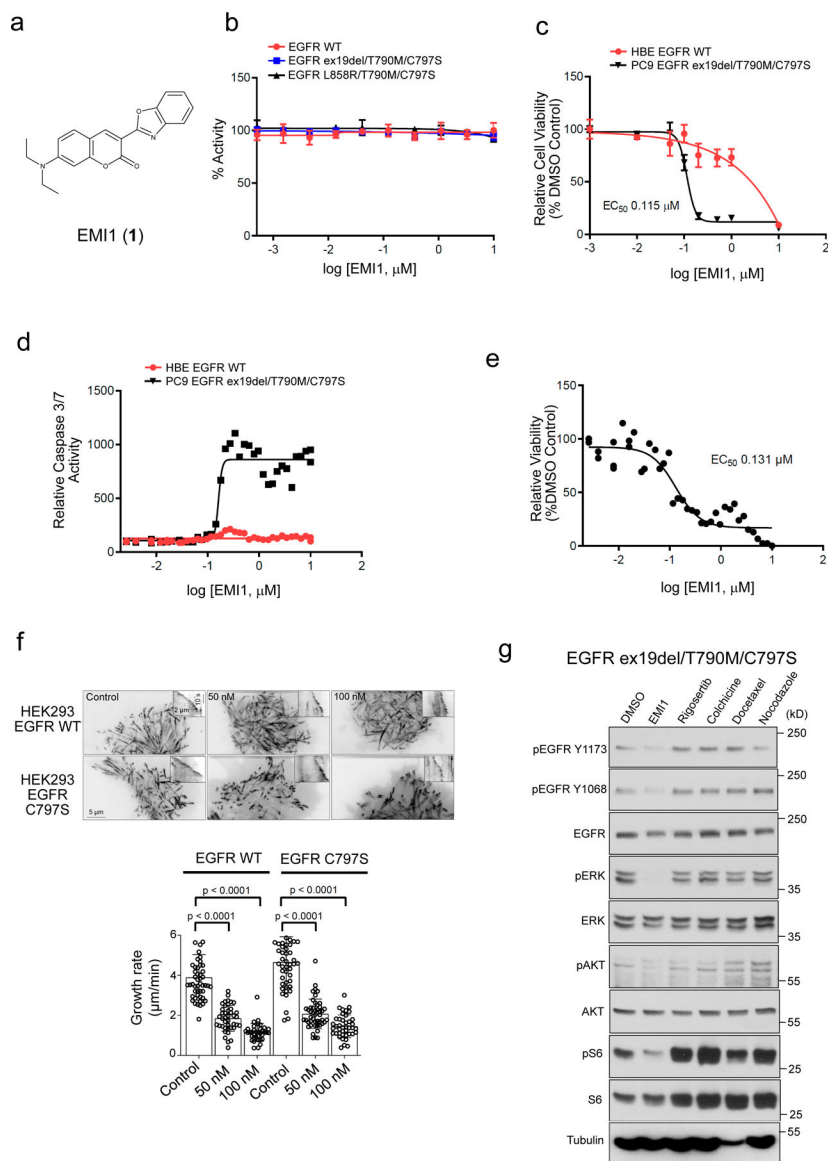 a
O
N
N
O
O
EMI1 (1)
b
EGFR WT
EGFR ex19del/T790M/C797S
EGFR L858R/T790M/C797S
% Activity
150
100
50
-3
-2
-1
0
1
log [EMI1, μM]
c
HBE EGFR WT
PC9 EGFR ex19del/T790M/C797S
Relative Cell Viability
(% DMSO Control)
150
125
100
75
50
25
0
EC50 0.115 μM
-3
-2
-1
0
1
2
log [EMI1, μM]
d
HBE EGFR WT
PC9 EGFR ex19del/T790M/C797S
Relative Caspase 3/7
Activity
1500
1000
500
0
-2
-1
0
1
2
log [EMI1, μM]
e
Relative Viability
(%DMSO Control)
150
100
50
0
EC50 0.131 μM
-2
-1
0
1
2
log [EMI1, μM]
f
Control
50 nM
100 nM
2 μm
10 s
HEK293
EGFR WT
HEK293
EGFR
C797S
5 μm
EGFR WT
EGFR C797S
p < 0.0001
p < 0.0001
p < 0.0001
p < 0.0001
Growth rate
(μm/min)
6
4
2
0
Control
50 nM
100 nM
Control
50 nM
100 nM
g
EGFR ex19del/T790M/C797S
DMSO
EMI1
Rigosertib
Colchicine
Docetaxel
Nocodazole
(kD)
pEGFR Y1173
250
pEGFR Y1068
250
EGFR
250
pERK
35
ERK
35
pAKT
55
AKT
55
pS6
25
S6
25
Tubulin
55